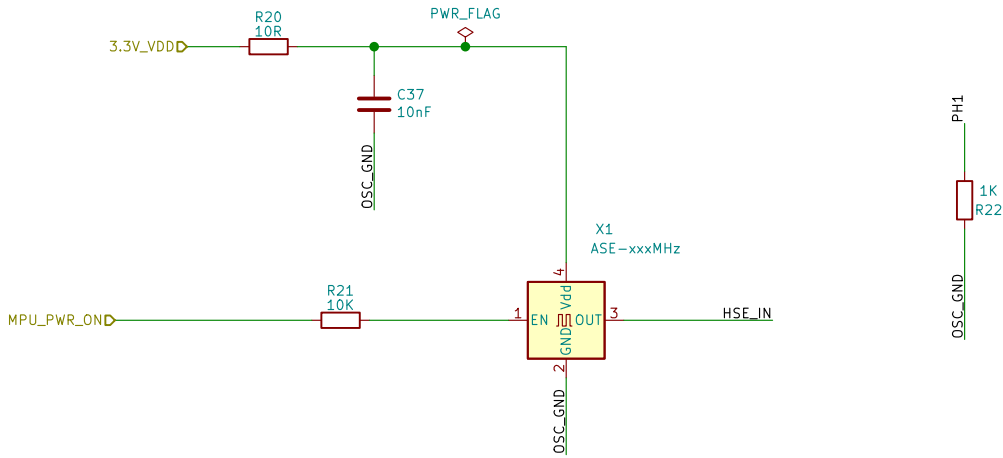 PWR_FLAG
R20
10R
3.3V_VDD
C37
10nF
OSC_GND
PH1
1K
R22
OSC_GND
X1
ASE-xxxMHz
4
Vdd
R21
10K
MPU_PWR_ON
1
EN
OUT
3
HSE_IN
GND
2
OSC_GND